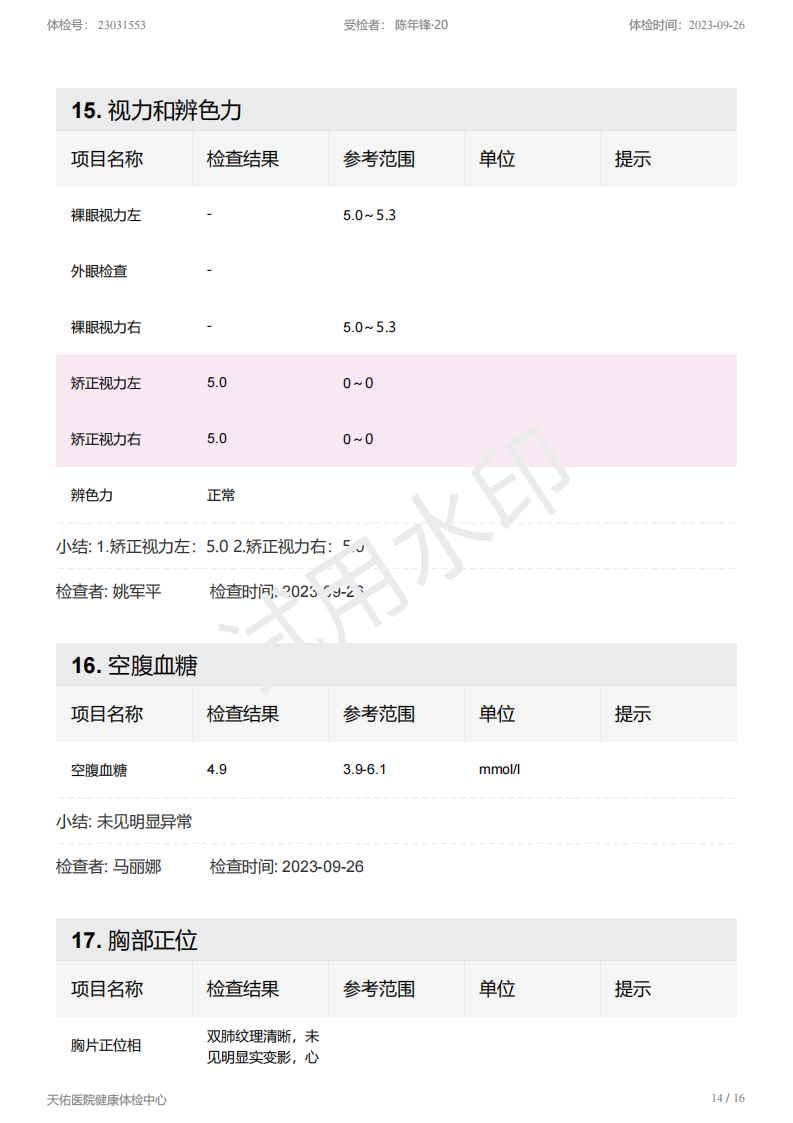 体检号： 23031553 受检者： 陈年锋·20 体检时间：2023-09-26
15. 视力和辨色力
项目名称 检查结果 参考范围 单位 提示
裸眼视力左 - 5.0～5.3
外眼检查 -
裸眼视力右 - 5.0～5.3
矫正视力左 5.0 0～0
矫正视力右 5.0 0～0
辨色力 正常
小结: 1.矫正视力左：5.0 2.矫正视力右：5.0
检查者: 姚军平 检查时间: 2023-09-26
试用水印
16. 空腹血糖
项目名称 检查结果 参考范围 单位 提示
空腹血糖 4.9 3.9-6.1 mmol/l
小结: 未见明显异常
检查者: 马丽娜 检查时间: 2023-09-26
17. 胸部正位
项目名称 检查结果 参考范围 单位 提示
胸片正位相 双肺纹理清晰，未
见明显实变影，心
天佑医院健康体检中心 14 / 16